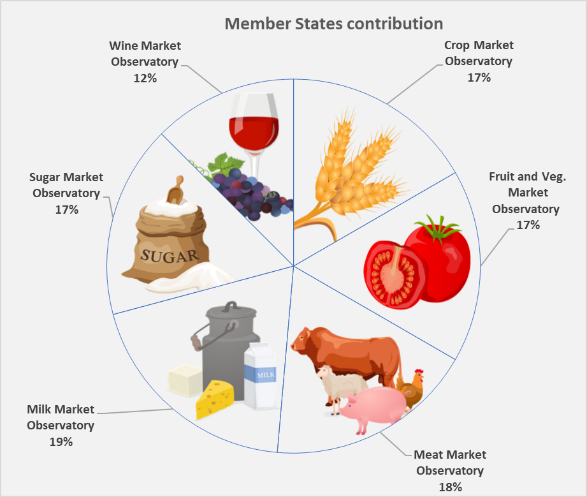 Member States contribution
Wine Market
Observatory
12%
Crop Market
Observatory
17%
Sugar Market
Observatory
17%
Fruit and Veg.
Market
Observatory
17%
SUGAR
MILK
Milk Market
Observatory
19%
Meat Market
Observatory
18%